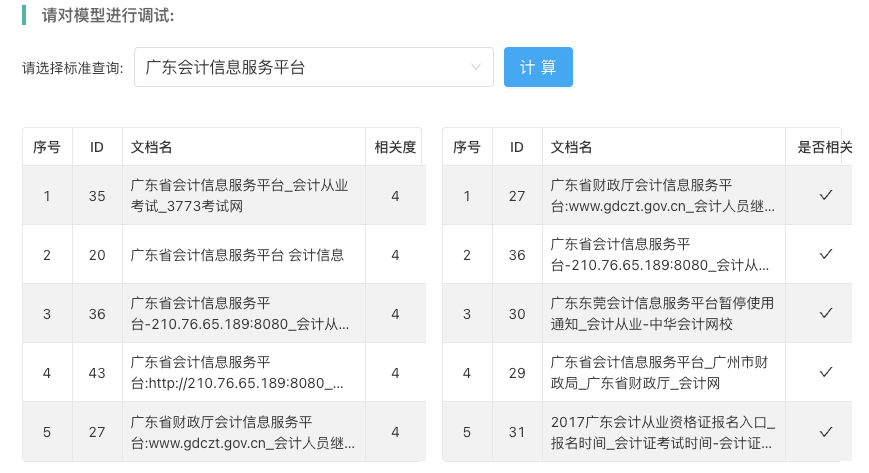 请对模型进行调试:
请选择标准查询: 广东会计信息服务平台 计 算
序号 ID 文档名 相关度
1 35 广东省会计信息服务平台_会计从业
考试_3773考试网 4
2 20 广东省会计信息服务平台 会计信息 4
3 36 广东省会计信息服务平
台-210.76.65.189:8080_会计从... 4
4 43 广东省会计信息服务平
台:http://210.76.65.189:8080_... 4
5 27 广东省财政厅会计信息服务平
台:www.gdczt.gov.cn_会计人员继... 4
序号 ID 文档名 是否相关
1 27 广东省财政厅会计信息服务平
台:www.gdczt.gov.cn_会计人员继... ✓
2 36 广东省会计信息服务平
台-210.76.65.189:8080_会计从... ✓
3 30 广东东莞会计信息服务平台暂停使用
通知_会计从业-中华会计网校 ✓
4 29 广东省会计信息服务平台_广州市财
政局_广东省财政厅_会计网 ✓
5 31 2017广东会计从业资格证报名入口_
报名时间_会计证考试时间-会计证... ✓